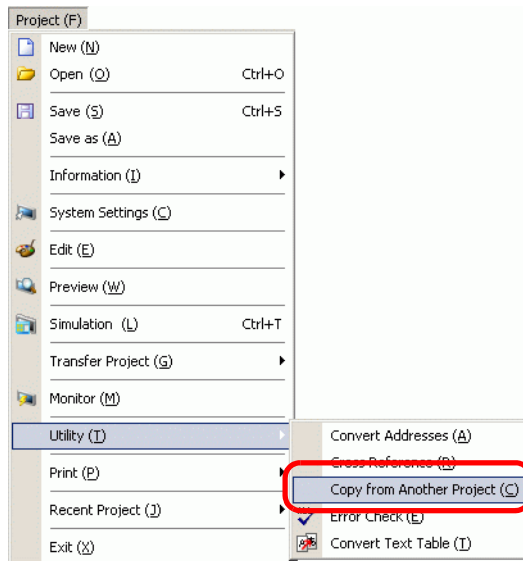 Project (F)
New (N)
Open (O) Ctrl+O
Save (S) Ctrl+S
Save as (A)
Information (I)
System Settings (C)
Edit (E)
Preview (W)
Simulation (L) Ctrl+T
Transfer Project (G)
Monitor (M)
Utility (T)
Convert Addresses (A)
Cross Reference (R)
Copy from Another Project (C)
Error Check (E)
Convert Text Table (T)
Print (P)
Recent Project (J)
Exit (X)